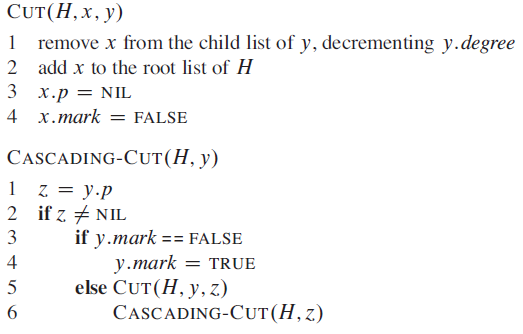 CUT(H, x, y)
1 remove x from the child list of y, decrementing y.degree
2 add x to the root list of H
3 x.p = NIL
4 x.mark = FALSE
CASCADING-CUT(H, y)
1 z = y.p
2 if z ≠ NIL
3 if y.mark == FALSE
4 y.mark = TRUE
5 else CUT(H, y, z)
6 CASCADING-CUT(H, z)